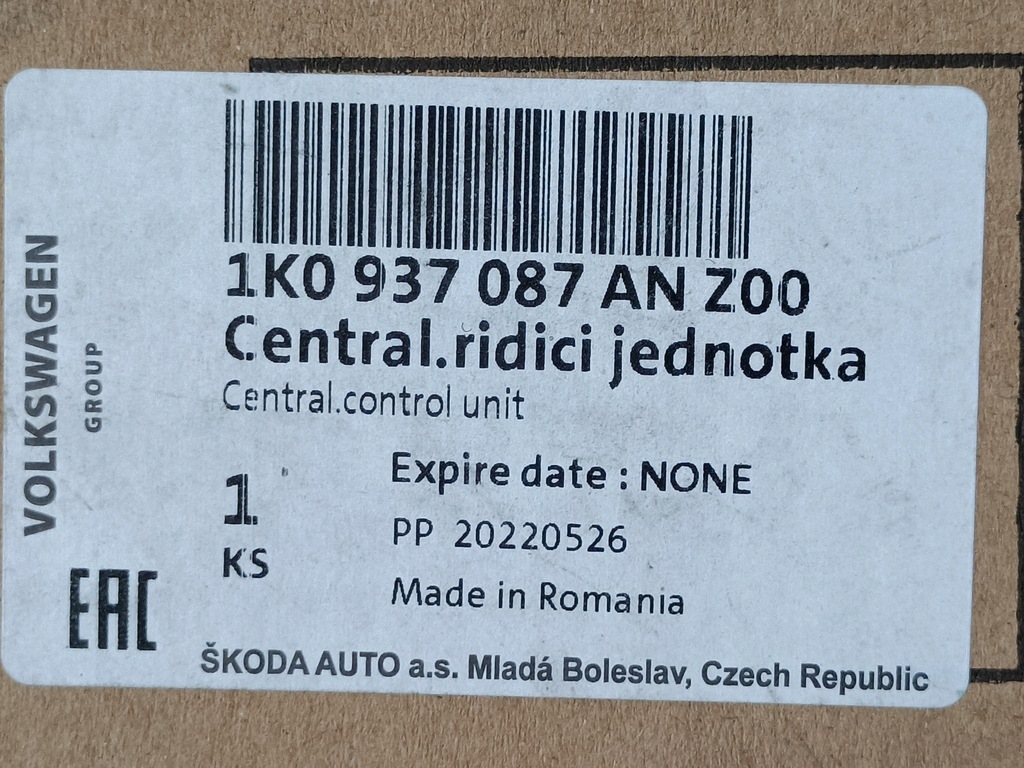 VOLKSWAGEN
GROUP
1K0 937 087 AN Z00
Central.ridici jednotka
Central.control unit
1
KS
Expire date : NONE
PP 20220526
Made in Romania
EAC
ŠKODA AUTO a.s. Mladá Boleslav, Czech Republic